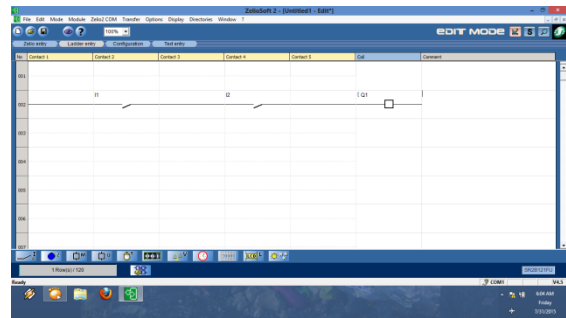 ZelioSoft 2 - [Untitled1 - Edit*]
File Edit Mode Module Zelio2 COM Transfer Options Display Directories Window ?
100%
EDIT MODE
Zelio entry Ladder entry Configuration Text entry
No Contact 1 Contact 2 Contact 3 Contact 4 Contact 5 Coil Comment
001
I1 I2 [ Q1
002
003
004
005
006
007
1 Row(s) / 120
SR2B121FU
Ready COM1 V4.5
6:04 AM
Friday
7/31/2015